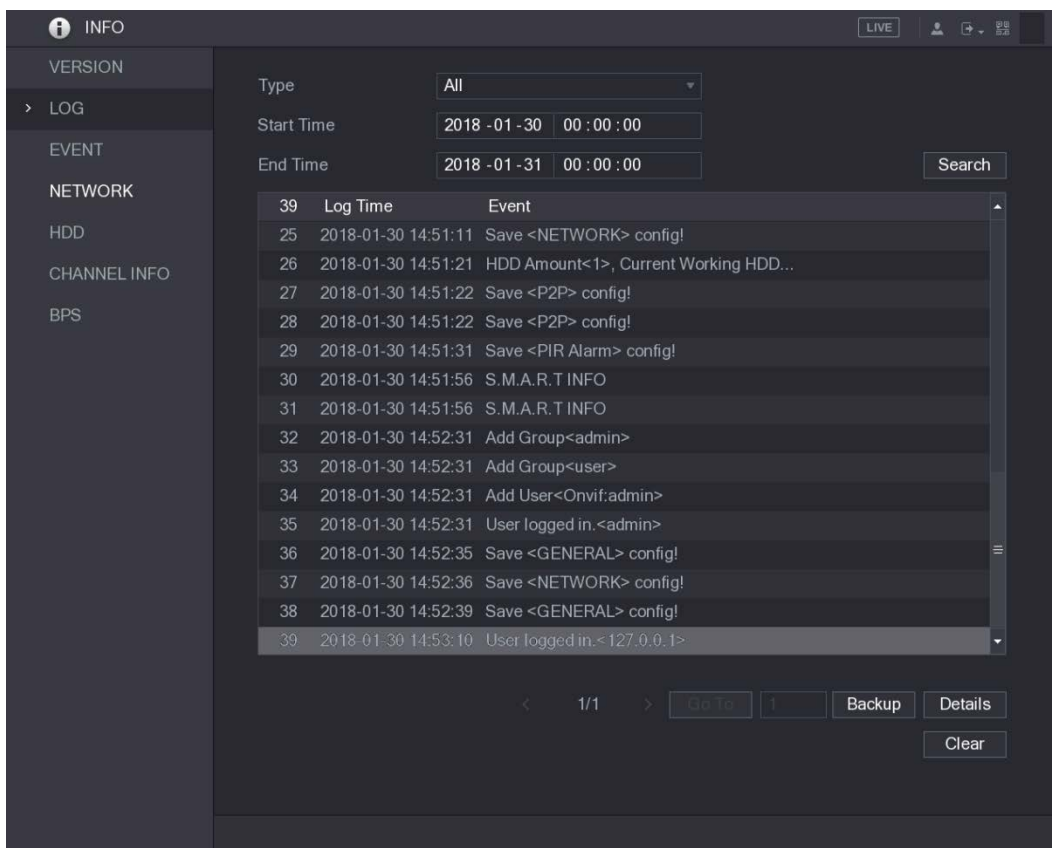 INFO LIVE
VERSION
LOG
EVENT
NETWORK
HDD
CHANNEL INFO
BPS
Type All
Start Time 2018 -01 -30 00 : 00 : 00
End Time 2018 -01 -31 00 : 00 : 00 Search
39 Log Time Event
25 2018-01-30 14:51:11 Save <NETWORK> config!
26 2018-01-30 14:51:21 HDD Amount<1>, Current Working HDD...
27 2018-01-30 14:51:22 Save <P2P> config!
28 2018-01-30 14:51:22 Save <P2P> config!
29 2018-01-30 14:51:31 Save <PIR Alarm> config!
30 2018-01-30 14:51:56 S.M.A.R.T INFO
31 2018-01-30 14:51:56 S.M.A.R.T INFO
32 2018-01-30 14:52:31 Add Group<admin>
33 2018-01-30 14:52:31 Add Group<user>
34 2018-01-30 14:52:31 Add User<Onvif:admin>
35 2018-01-30 14:52:31 User logged in.<admin>
36 2018-01-30 14:52:35 Save <GENERAL> config!
37 2018-01-30 14:52:36 Save <NETWORK> config!
38 2018-01-30 14:52:39 Save <GENERAL> config!
39 2018-01-30 14:53:10 User logged in.<127.0.0.1>
< 1/1 > Go To 1 Backup Details
Clear